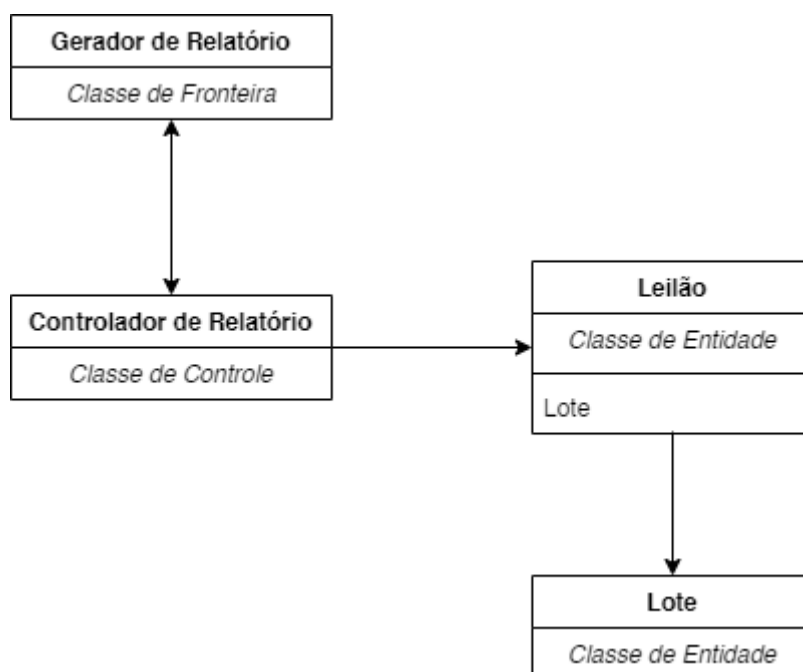 Gerador de Relatório
Classe de Fronteira
Controlador de Relatório
Classe de Controle
Leilão
Classe de Entidade
Lote
Lote
Classe de Entidade